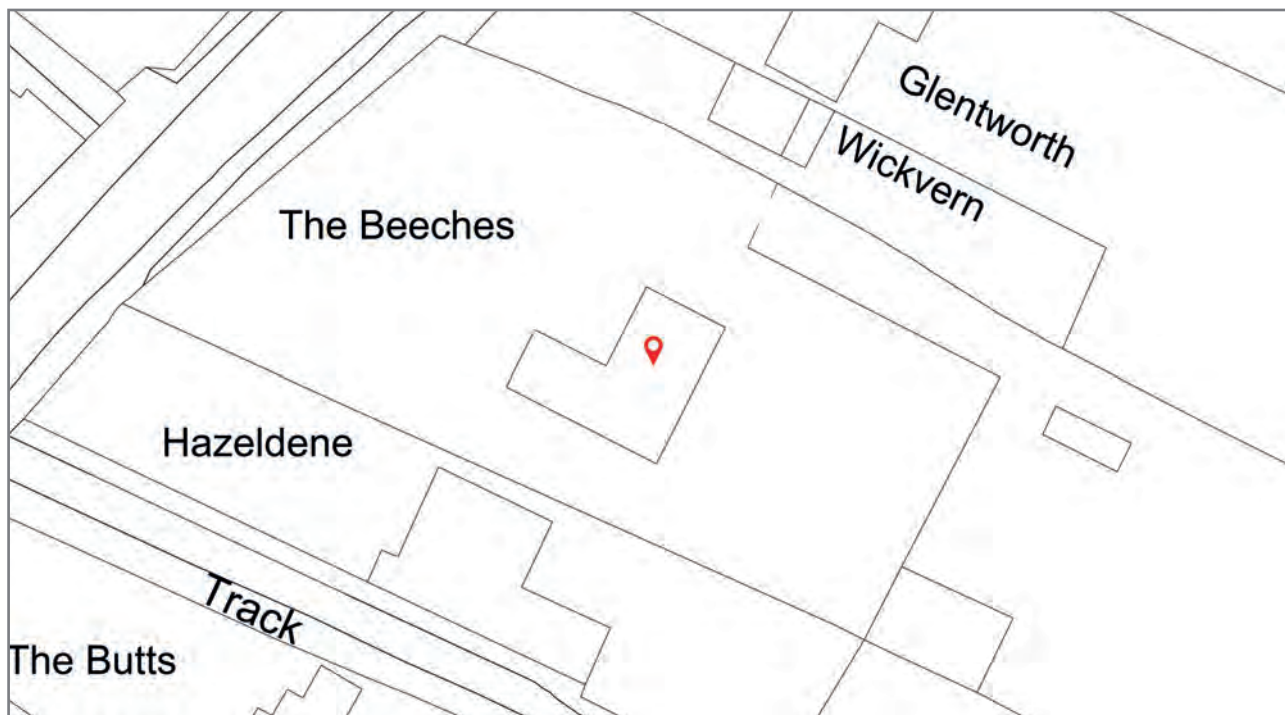 Glentworth
Wickvern
The Beeches
Hazeldene
Track
The Butts